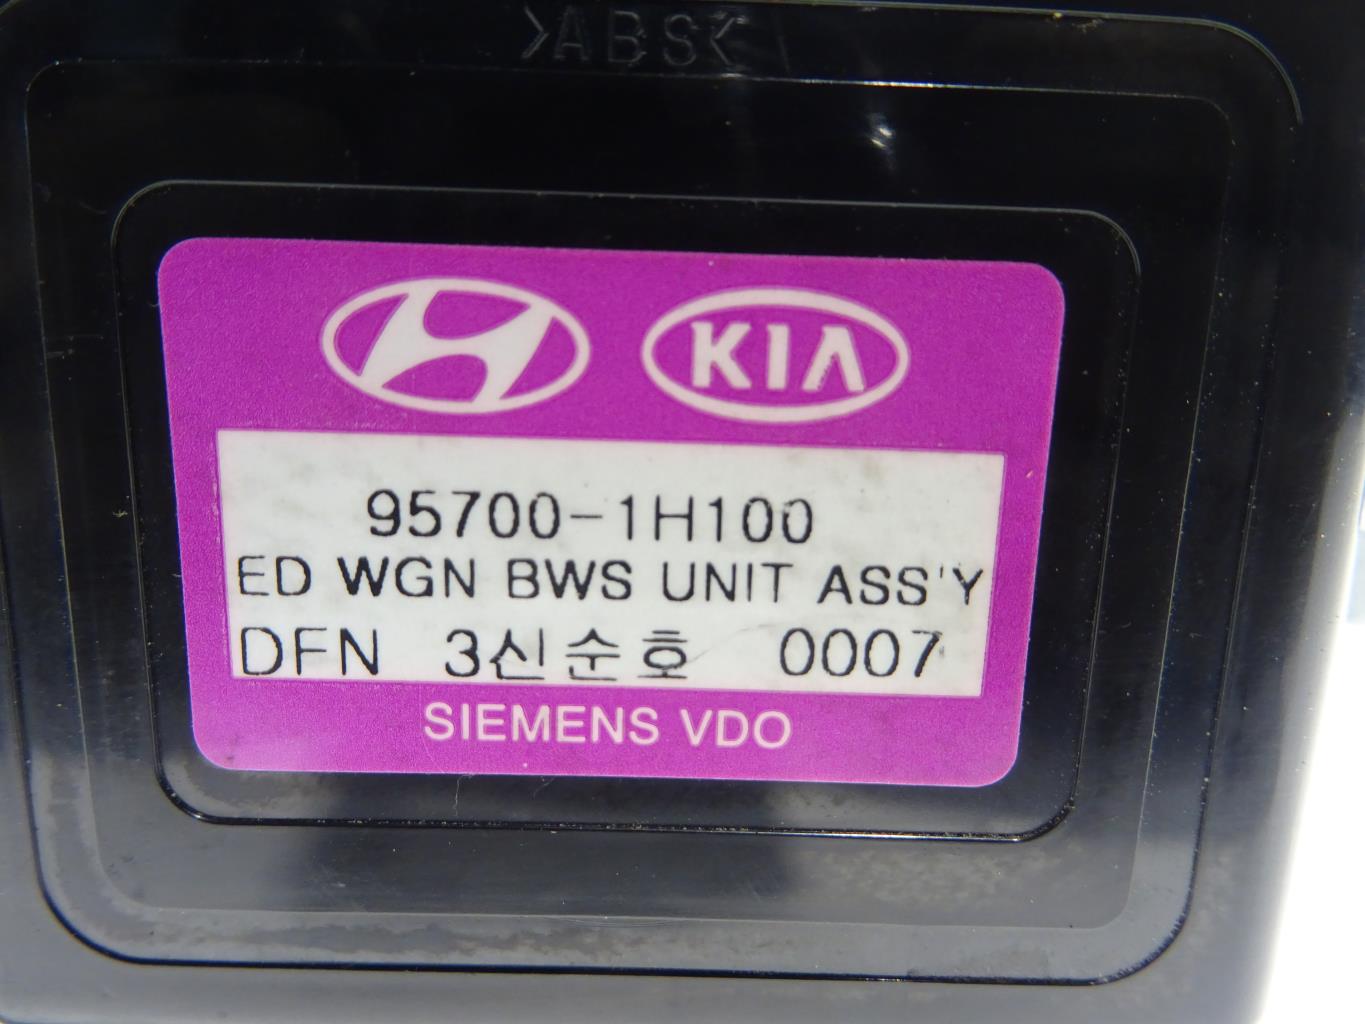 >ABS<
KIA
95700-1H100
ED WGN BWS UNIT ASS'Y
DFN 3신순호 0007
SIEMENS VDO